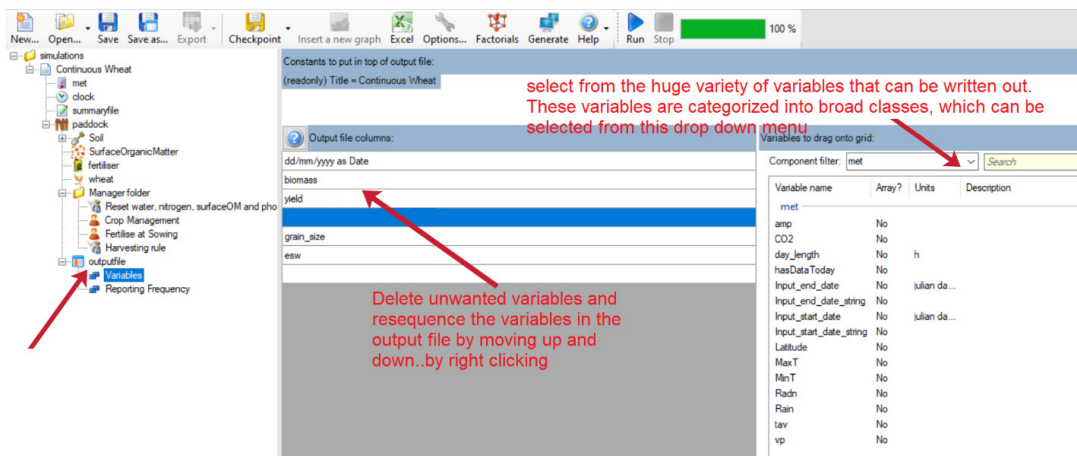 New... Open... Save Save as... Export Checkpoint Insert a new graph Excel Options... Factorials Generate Help Run Stop 100 %
simulations
Continuous Wheat
met
clock
summaryfile
paddock
Soil
SurfaceOrganicMatter
fertiliser
wheat
Manager folder
Reset water, nitrogen, surfaceOM and pho
Crop Management
Fertilise at Sowing
Harvesting rule
outputfile
Variables
Reporting Frequency
Constants to put in top of output file:
(readonly) Title = Continuous Wheat
select from the huge variety of variables that can be written out.
These variables are categorized into broad classes, which can be
selected from this drop down menu
Output file columns:
dd/mm/yyyy as Date
biomass
yield
grain_size
esw
Delete unwanted variables and
resequence the variables in the
output file by moving up and
down..by right clicking
Variables to drag onto grid:
Component filter: met Search
Variable name Array? Units Description
met
amp No
CO2 No
day_length No h
hasDataToday No
Input_end_date No julian da...
Input_end_date_string No
Input_start_date No julian da...
Input_start_date_string No
Latitude No
MaxT No
MinT No
Radn No
Rain No
tav No
vp No